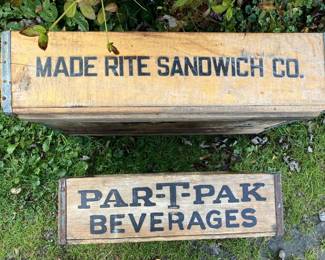 MADE RITE SANDWICH CO.
PAR-T-PAK
BEVERAGES